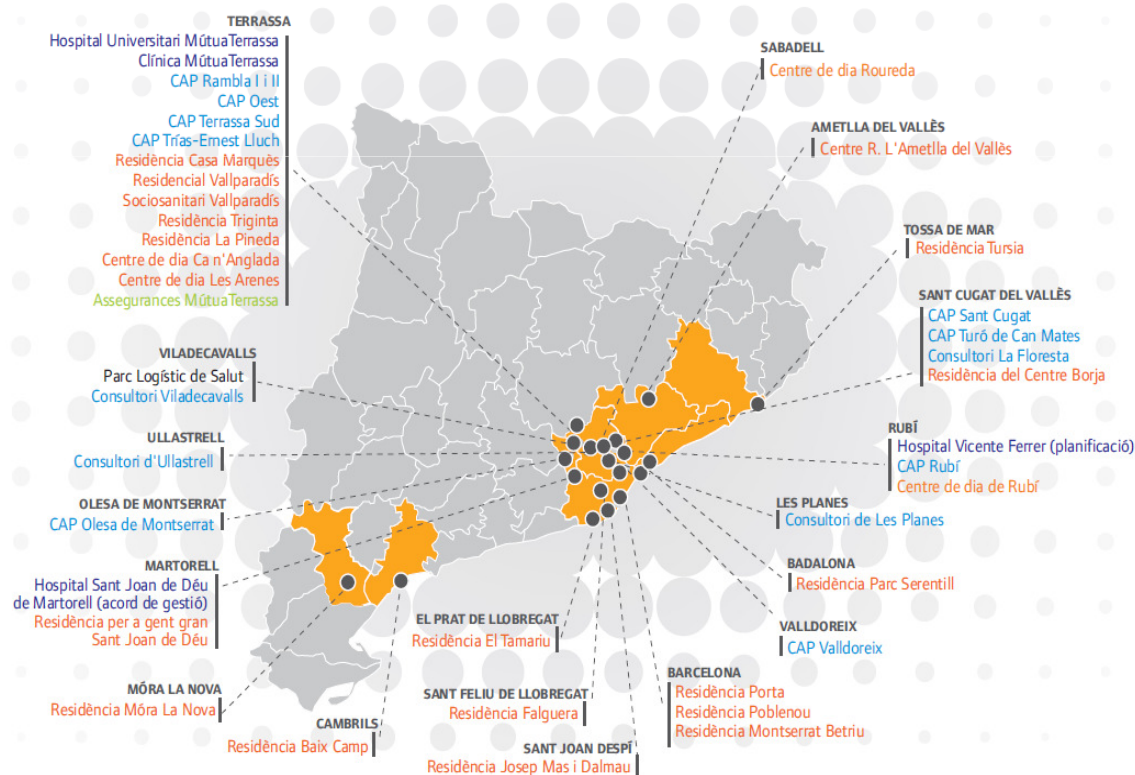 TERRASSA
Hospital Universitari MútuaTerrassa
Clínica MútuaTerrassa
CAP Rambla I i II
CAP Oest
CAP Terrassa Sud
CAP Trías-Ernest Lluch
Residència Casa Marquès
Residencial Vallparadís
Sociosanitari Vallparadís
Residència Triginta
Residència La Pineda
Centre de dia Ca n'Anglada
Centre de dia Les Arenes
Assegurances MútuaTerrassa
VILADECAVALLS
Parc Logístic de Salut
Consultori Viladecavalls
ULLASTRELL
Consultori d'Ullastrell
OLESA DE MONTSERRAT
CAP Olesa de Montserrat
MARTORELL
Hospital Sant Joan de Déu
de Martorell (acord de gestió)
Residència per a gent gran
Sant Joan de Déu
MÓRA LA NOVA
Residència Móra La Nova
CAMBRILS
Residència Baix Camp
EL PRAT DE LLOBREGAT
Residència El Tamariu
SANT FELIU DE LLOBREGAT
Residència Falguera
SANT JOAN DESPÍ
Residència Josep Mas i Dalmau
BARCELONA
Residència Porta
Residència Poblenou
Residència Montserrat Betriu
VALLDOREIX
CAP Valldoreix
BADALONA
Residència Parc Serentill
LES PLANES
Consultori de Les Planes
RUBÍ
Hospital Vicente Ferrer (planificació)
CAP Rubí
Centre de dia de Rubí
SANT CUGAT DEL VALLÈS
CAP Sant Cugat
CAP Turó de Can Mates
Consultori La Floresta
Residència del Centre Borja
TOSSA DE MAR
Residència Tursia
AMETLLA DEL VALLÈS
Centre R. L'Ametlla del Vallès
SABADELL
Centre de dia Roureda